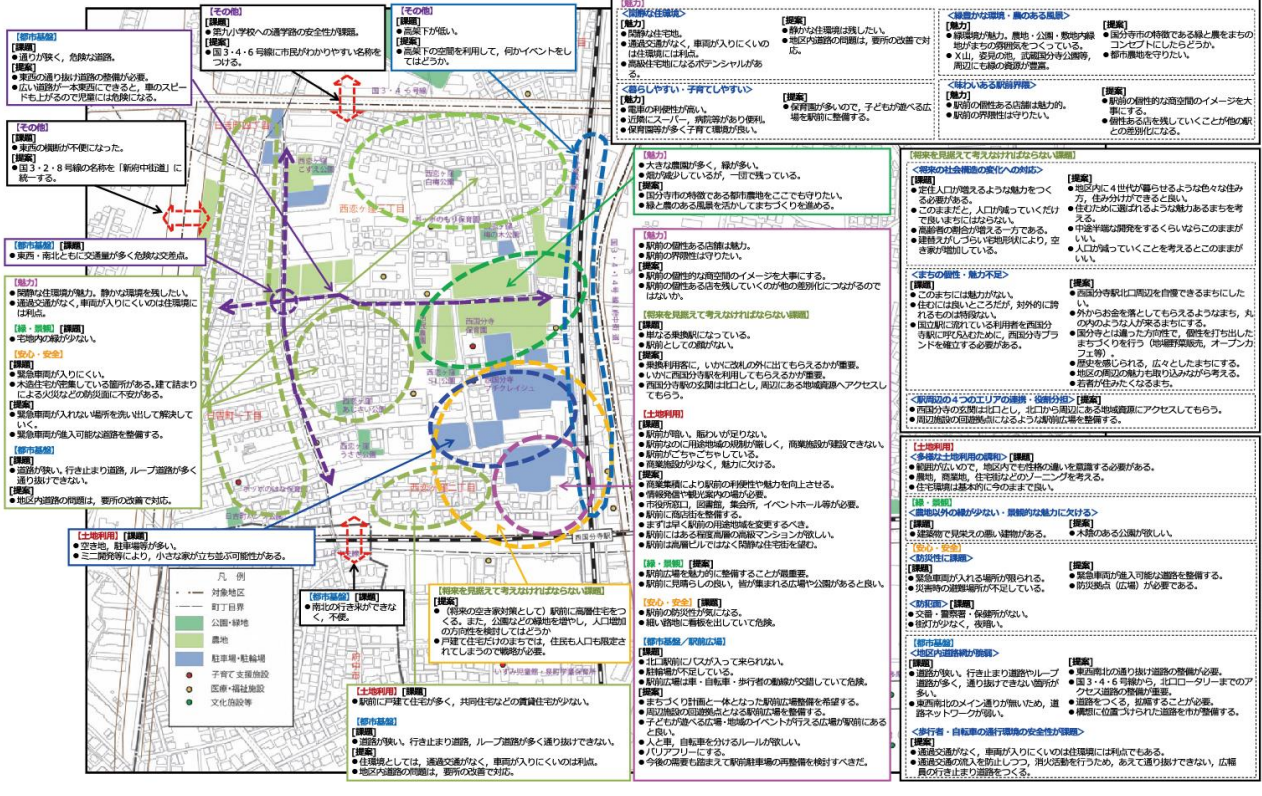 【都市基盤】
【課題】
●通りが狭く、危険な道路。
【提案】
●東西の通り抜け道路の整備が必要。
●広い道路が一本東西にできると、車のスピー
ドも上がるので児童には危険になる。
【その他】
【課題】
●第九小学校への通学路の安全性が課題。
【提案】
●国3・4・6号線に市民がわかりやすい名称を
つける。
【その他】
【課題】
●高架下が低い。
【提案】
●高架下の空間を利用して、何かイベントをし
てはどうか。
【その他】
【課題】
●東西の横断が不便になった。
【提案】
●国3・2・8号線の名称を「新府中街道」に
統一する。
【都市基盤】【課題】
●東西・南北ともに交通量が多く危険な交差点。
【魅力】
●閑静な住環境が魅力。静かな環境を残したい。
●通過交通がなく、車両が入りにくいのは住環境に
は利点。
【緑・景観】【課題】
●宅地内の緑が少ない。
【安心・安全】
【課題】
●緊急車両が入りにくい。
●木造住宅が密集している箇所がある。建て詰まり
による火災などの防災面に不安がある。
【提案】
●緊急車両が入れない場所を洗い出して解決して
いく。
●緊急車両が進入可能な道路を整備する。
【都市基盤】
【課題】
●道路が狭い。行き止まり道路、ループ道路が多く
通り抜けできない。
【提案】
●地区内道路の問題は、要所の改善で対応。
【土地利用】【課題】
●空き地、駐車場等が多い。
●ミニ開発等により、小さな家が立ち並ぶ可能性がある。
凡 例
対象地区
町丁目界
公園・緑地
農地
駐車場・駐輪場
子育て支援施設
医療・福祉施設
文化施設等
【都市基盤】【課題】
●南北の行き来ができな
く、不便。
【土地利用】【課題】
●駅前に戸建て住宅が多く、共同住宅などの賃貸住宅が少ない。
【都市基盤】
【課題】
●道路が狭い。行き止まり道路、ループ道路が多く通り抜けできない。
【提案】
●住環境としては、通過交通がなく、車両が入りにくいのは利点。
●地区内道路の問題は、要所の改善で対応。
【将来を見据えて考えなければならない課題】
【提案】
●(将来の空き家対策として)駅前に高層住宅をつ
くる。また、公園などの緑地を増やし、人口増加
の方向性を検討してはどうか
●戸建て住宅だけのまちでは、住民も人口も限定さ
れてしまうので戦略が必要。
国3・4・6号線
西恋ヶ窪
こずえ公園
西恋ヶ窪
白梅公園
西国分寺
保育園
西恋ヶ窪
あじさい公園
西恋ヶ窪
うさぎ公園
日吉町二丁目
西恋ヶ窪二丁目
西国分寺駅
【魅力】
●大きな農園が多く、緑が多い。
●畑が減少しているが、一団で残っている。
【提案】
●国分寺市の特徴である都市農地をここでも守りたい。
●緑と農のある風景を活かしてまちづくりを進める。
【魅力】
●駅前の個性ある店舗は魅力。
●駅前の界隈性は守りたい。
【提案】
●駅前の個性的な商空間のイメージを大事にする。
●駅前の個性ある店を残していくのが他の差別化につながるので
はないか。
【将来を見据えて考えなければならない課題】
【課題】
●単なる乗換駅になっている。
●駅前としての顔がない。
【提案】
●乗換利用客に、いかに改札の外に出てもらえるかが重要。
●いかに西国分寺駅を利用してもらえるかが重要。
●西国分寺駅の玄関は北口とし、周辺にある地域資源へアクセスし
てもらう。
【土地利用】
【課題】
●駅前が暗い。賑わいが足りない。
●駅前なのに用途地域の規制が厳しく、商業施設が建設できない。
●駅前がごちゃごちゃしている。
●商業施設が少なく、魅力に欠ける。
【提案】
●商業集積により駅前の利便性や魅力を向上させる。
●情報発信や観光案内の場が必要。
●市役所窓口、図書館、集会所、イベントホール等が必要。
●駅前に商店街を整備する。
●まずは早く駅前の用途地域を変更するべき。
●駅前にはある程度高層の高級マンションが欲しい。
●駅前は高層ビルではなく閑静な住宅街を望む。
【緑・景観】【提案】
●駅前広場を魅力的に整備することが最重要。
●駅前に見晴らしの良い、皆が集まれる広場や公園があると良い。
【安心・安全】【課題】
●駅前の防災性が気になる。
●細い路地に看板を出していて危険。
【都市基盤/駅前広場】
【課題】
●北口駅前にバスが入って来られない。
●駐輪場が不足している。
●駅前広場は車・自転車・歩行者の動線が交錯していて危険。
【提案】
●まちづくり計画と一体となった駅前広場整備を希望する。
●周辺施設の回遊拠点となる駅前広場を整備する。
●子どもが遊べる広場・地域のイベントが行える広場が駅前にある
と良い。
●人と車、自転車を分けるルールが欲しい。
●バリアフリーにする。
●今後の需要も踏まえて駅前駐車場の再整備を検討すべきだ。
【魅力】
<閑静な住環境>
【魅力】
●閑静な住宅地。
●通過交通がなく、車両が入りにくい
のは住環境には利点。
●高級住宅地になるポテンシャルがあ
る。
【提案】
●静かな住環境は残したい。
●地区内道路の問題は、要所の改善で対
応。
<緑豊かな環境・農のある風景>
【魅力】
●緑環境が魅力。農地・公園・敷地内緑
地がまちの雰囲気をつくっている。
●X山、姿見の池、武蔵国分寺公園等、
周辺にも緑の資源が豊富。
【提案】
●国分寺市の特徴である緑と農をまちの
コンセプトにしたらどうか。
●都市農地を守りたい。
<暮らしやすい・子育てしやすい>
【魅力】
●電車の利便性が高い。
●近隣にスーパー、病院等があり便利。
●保育園等が多く子育て環境が良い。
【提案】
●保育園が多いので、子どもが遊べる広
場を駅前に整備する。
<味わいある駅前界隈>
【魅力】
●駅前の個性ある店舗は魅力的。
●駅前の界隈性は守りたい。
【提案】
●駅前の個性的な商空間のイメージを大
事にする。
●個性ある店を残していくことが他の駅
との差別化になる。
【将来を見据えて考えなければならない課題】
<将来の社会構造の変化への対応>
【課題】
●定住人口が増えるような魅力をつく
る必要がある。
●このままだと、人口が減っていくだけ
で良いまちにはならない。
●高齢者の割合が増える一方である。
●建替えがしづらい宅地形状により、空
き家が増加している。
【提案】
●地区内に4世代が暮らせるような色々な住み
方、住み分けができると良い。
●住むために選ばれるような魅力あるまちを考
える。
●中途半端な開発をするくらいならこのままが
いい。
●人口が減っていくことを考えるとこのままが
いい。
<まちの個性・魅力不足>
【課題】
●このまちには魅力がない。
●住むには良いところだが、対外的に誇
れるものは特段ない。
●国立駅に流れている利用者を西国分
寺駅に呼び込むために、西国分寺ブラン
ドを確立する必要がある。
【提案】
●西国分寺駅北口周辺を自慢できるまちにした
い。
●外からお金を落としてもらえるようなまち、丸
の内のような人が来るまちにする。
●国分寺とは違った方向性で、個性を打ち出した
まちづくりを行う(地場野菜販売、オープンカ
フェ等)。
●歴史を感じられる、広々としたまちにする。
●地区の周辺の魅力も取り込みながら考える。
●若者が住みたくなるまち。
<駅周辺の4つのエリアの連携・役割分担>【提案】
●西国分寺の玄関は北口とし、北口から周辺にある地域資源にアクセスしてもらう。
●周辺施設の回遊拠点になるような駅前広場を整備する。
【土地利用】
<多様な土地利用の調和>【課題】
●範囲が広いので、地区内でも性格の違いを意識する必要がある。
●農地、商業地、住宅街などのゾーニングを考える。
●住宅環境は基本的に今のままで良い。
【緑・景観】
<農地以外の緑が少ない・景観的な魅力に欠ける>
【課題】
●建築物で見栄えの悪い建物がある。
【提案】
●木陰のある公園が欲しい。
【安心・安全】
<防災性に課題>
【課題】
●緊急車両が入れる場所が限られる。
●災害時の避難場所が不足している。
【提案】
●緊急車両が進入可能な道路を整備する。
●防災拠点(広場)が必要である。
<防犯面>【課題】
●交番・警察署・保健所がない。
●街灯が少なく、夜暗い。
【都市基盤】
<地区内道路網が脆弱>
【課題】
●道路が狭い。行き止まり道路やループ
道路が多く、通り抜けできない箇所が
多い。
●東西南北のメイン通りが無いため、道
路ネットワークが弱い。
【提案】
●東西南北の通り抜け道路の整備が必要。
●国3・4・6号線から、北口ロータリーまでのア
クセス道路の整備が重要。
●道路をつくる、拡幅することが必要。
●構想に位置づけられた道路を市が整備する。
<歩行者・自転車の通行環境の安全性が課題>
【提案】
●通過交通がなく、車両が入りにくいのは住環境には利点でもある。
●通過交通の流入を防止しつつ、消火活動を行うため、あえて通り抜けできない、広幅
員の行き止まり道路をつくる。